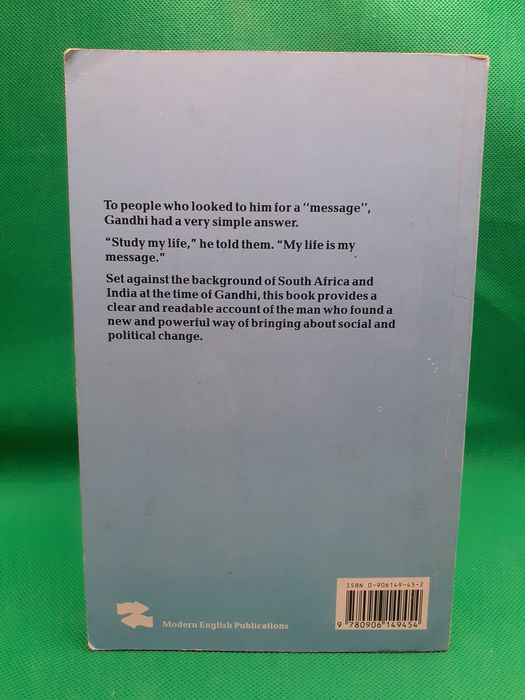 To people who looked to him for a "message",
Gandhi had a very simple answer.
"Study my life," he told them. "My life is my
message."
Set against the background of South Africa and
India at the time of Gandhi, this book provides a
clear and readable account of the man who found a
new and powerful way of bringing about social and
political change.
ISBN 0-906149-45-2
9 780906 149454
Modern English Publications